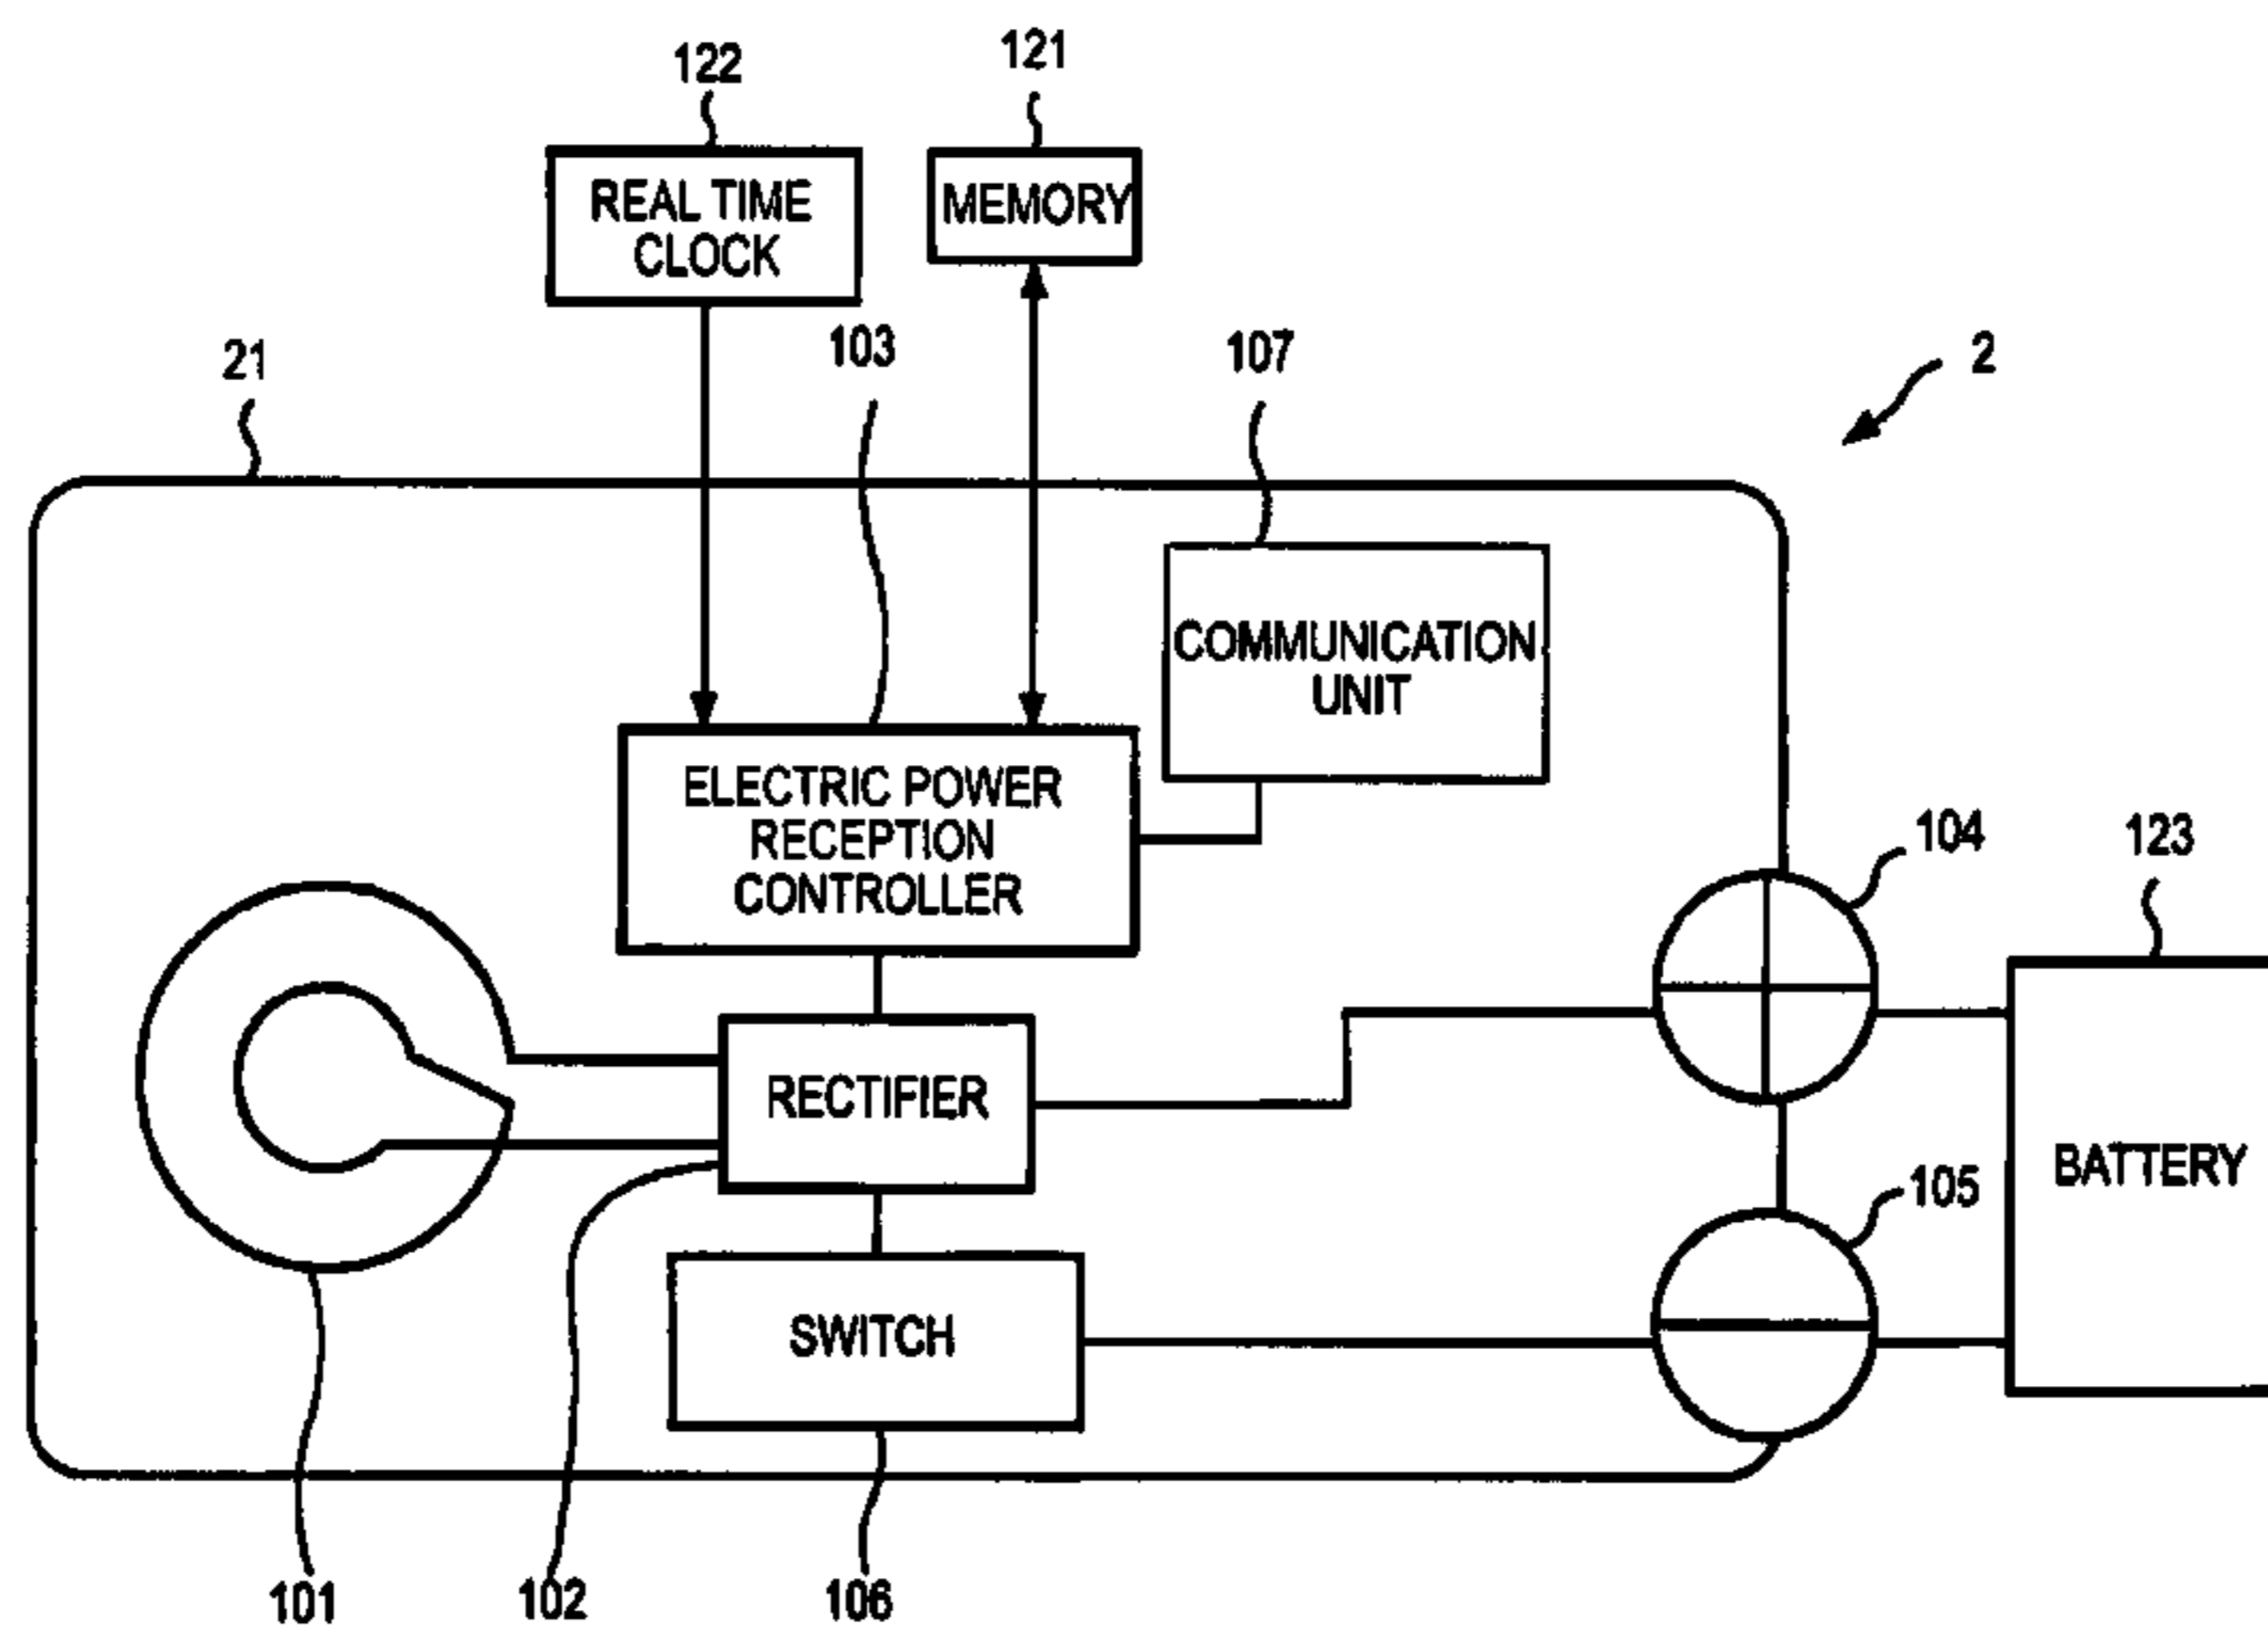 122
121
REAL TIME
CLOCK
MEMORY
21
103
107
2
COMMUNICATION
UNIT
ELECTRIC POWER
RECEPTION
CONTROLLER
104
123
RECTIFIER
BATTERY
105
SWITCH
101
102
106